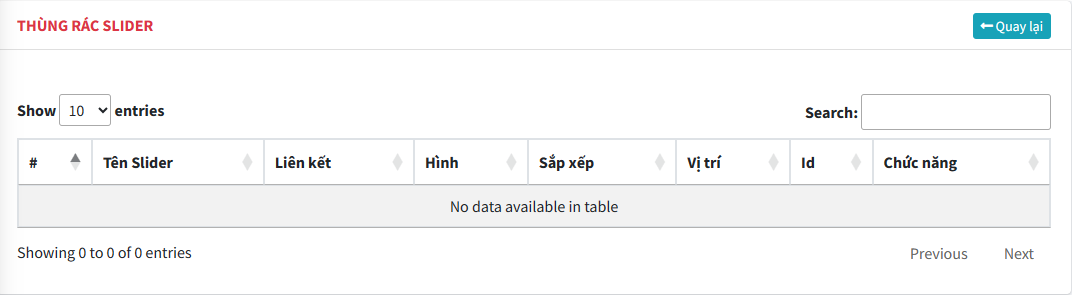 THÙNG RÁC SLIDER Quay lại
Show 10 entries Search:
# Tên Slider Liên kết Hình Sắp xếp Vị trí Id Chức năng
No data available in table
Showing 0 to 0 of 0 entries Previous Next